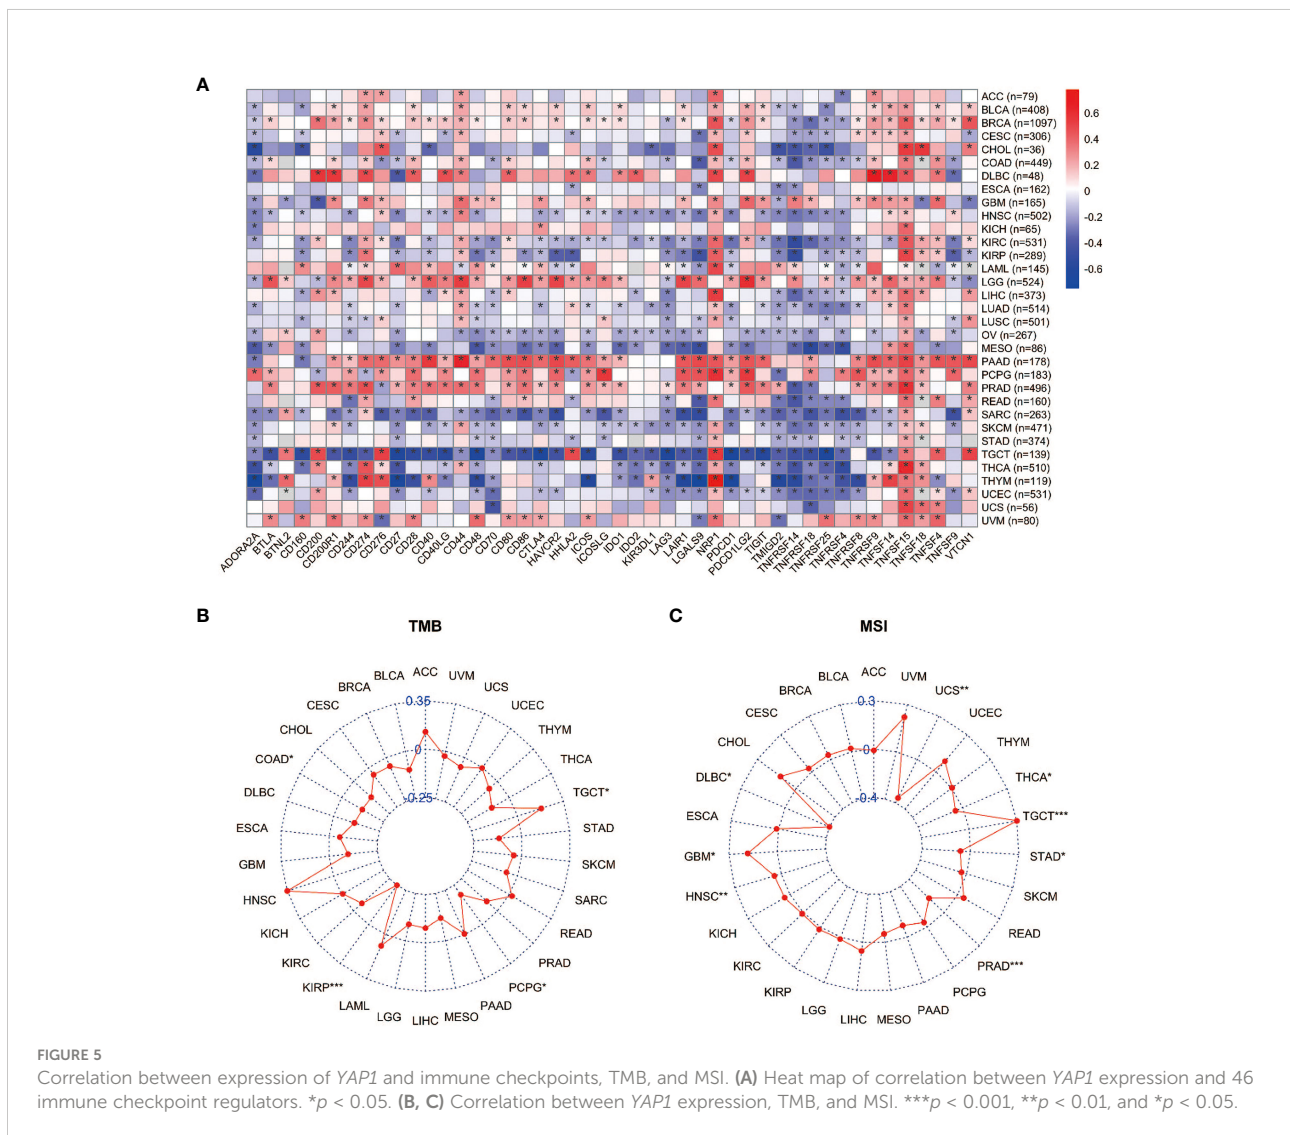 A
ACC (n=79)
BLCA (n=408)
BRCA (n=1097)
CESC (n=306)
CHOL (n=36)
COAD (n=449)
DLBC (n=48)
ESCA (n=162)
GBM (n=165)
HNSC (n=502)
KICH (n=65)
KIRC (n=531)
KIRP (n=289)
LAML (n=145)
LGG (n=524)
LIHC (n=373)
LUAD (n=514)
LUSC (n=501)
OV (n=267)
MESO (n=86)
PAAD (n=178)
PCPG (n=183)
PRAD (n=496)
READ (n=160)
SARC (n=263)
SKCM (n=471)
STAD (n=374)
TGCT (n=139)
THCA (n=510)
THYM (n=119)
UCEC (n=531)
UCS (n=56)
UVM (n=80)
0.6
0.4
0.2
0
-0.2
-0.4
-0.6
ADORA2A
BTLA
BTNL2
CD160
CD200
CD200R1
CD244
CD274
CD276
CD27
CD28
CD40
CD40LG
CD44
CD48
CD70
CD80
CD86
CTLA4
HAVCR2
HHLA2
ICOS
ICOSLG
IDO1
IDO2
KIR3DL1
LAG3
LAIR1
LGALS9
NRP1
PDCD1
PDCD1LG2
TIGIT
TMIGD2
TNFRSF14
TNFRSF18
TNFRSF25
TNFRSF4
TNFRSF8
TNFRSF9
TNFSF14
TNFSF15
TNFSF18
TNFSF4
TNFSF9
VTCN1
B
TMB
ACC
UVM
UCS
UCEC
THYM
THCA
TGCT*
STAD
SKCM
SARC
READ
PRAD
PCPG*
PAAD
MESO
LIHC
LGG
LAML
KIRP***
KIRC
KICH
HNSC
GBM
ESCA
DLBC
COAD*
CHOL
CESC
BRCA
BLCA
0.35
0
-0.25
C
MSI
ACC
UVM
UCS**
UCEC
THYM
THCA*
TGCT***
STAD*
SKCM
READ
PRAD***
PCPG
PAAD
MESO
LIHC
LGG
KIRP
KIRC
KICH
HNSC**
GBM*
ESCA
DLBC*
CHOL
CESC
BRCA
BLCA
0.3
0
-0.4
FIGURE 5
Correlation between expression of YAP1 and immune checkpoints, TMB, and MSI. (A) Heat map of correlation between YAP1 expression and 46
immune checkpoint regulators. *p < 0.05. (B, C) Correlation between YAP1 expression, TMB, and MSI. ***p < 0.001, **p < 0.01, and *p < 0.05.